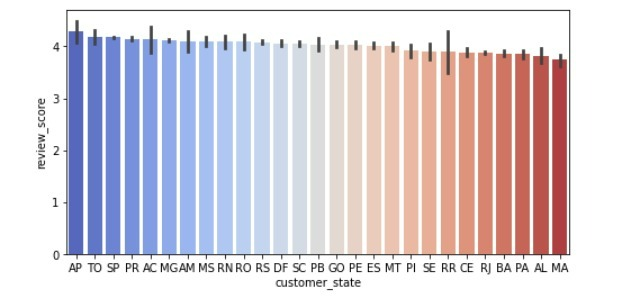 review_score
4
3
2
1
0
AP TO SP PR AC MG AM MS RN RO RS DF SC PB GO PE ES MT PI SE RR CE RJ BA PA AL MA
customer_state